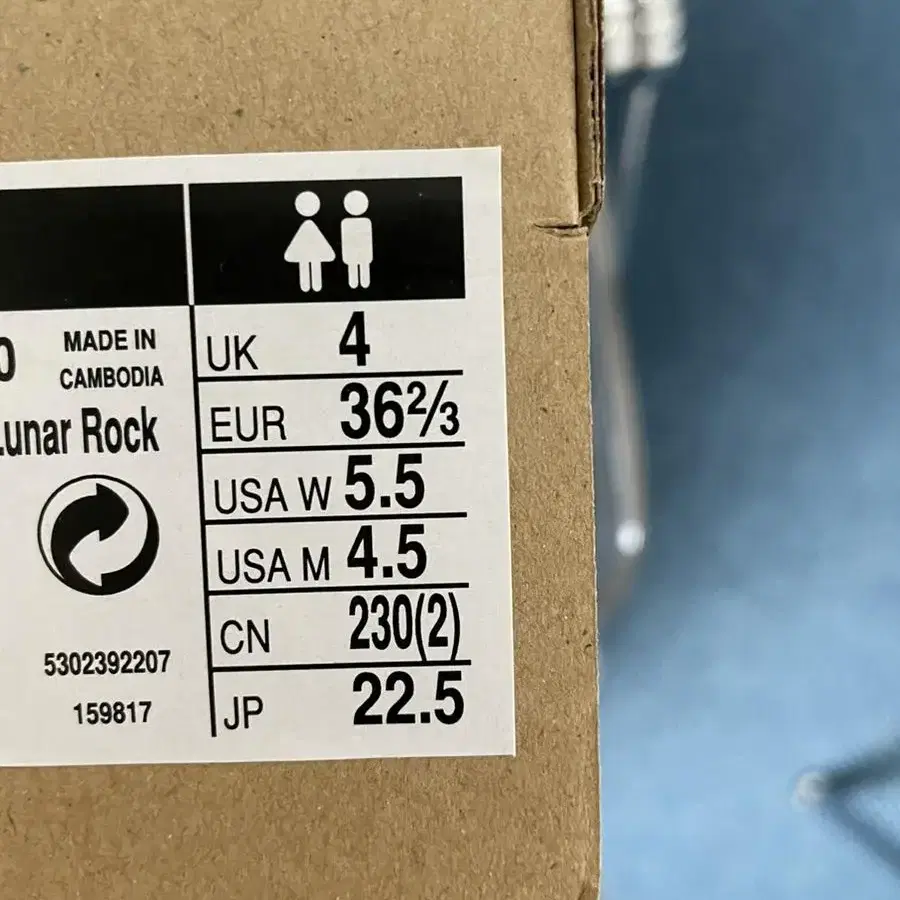 MADE IN
CAMBODIA
Lunar Rock
5302392207
159817
UK 4
EUR 36⅔
USA W 5.5
USA M 4.5
CN 230(2)
JP 22.5